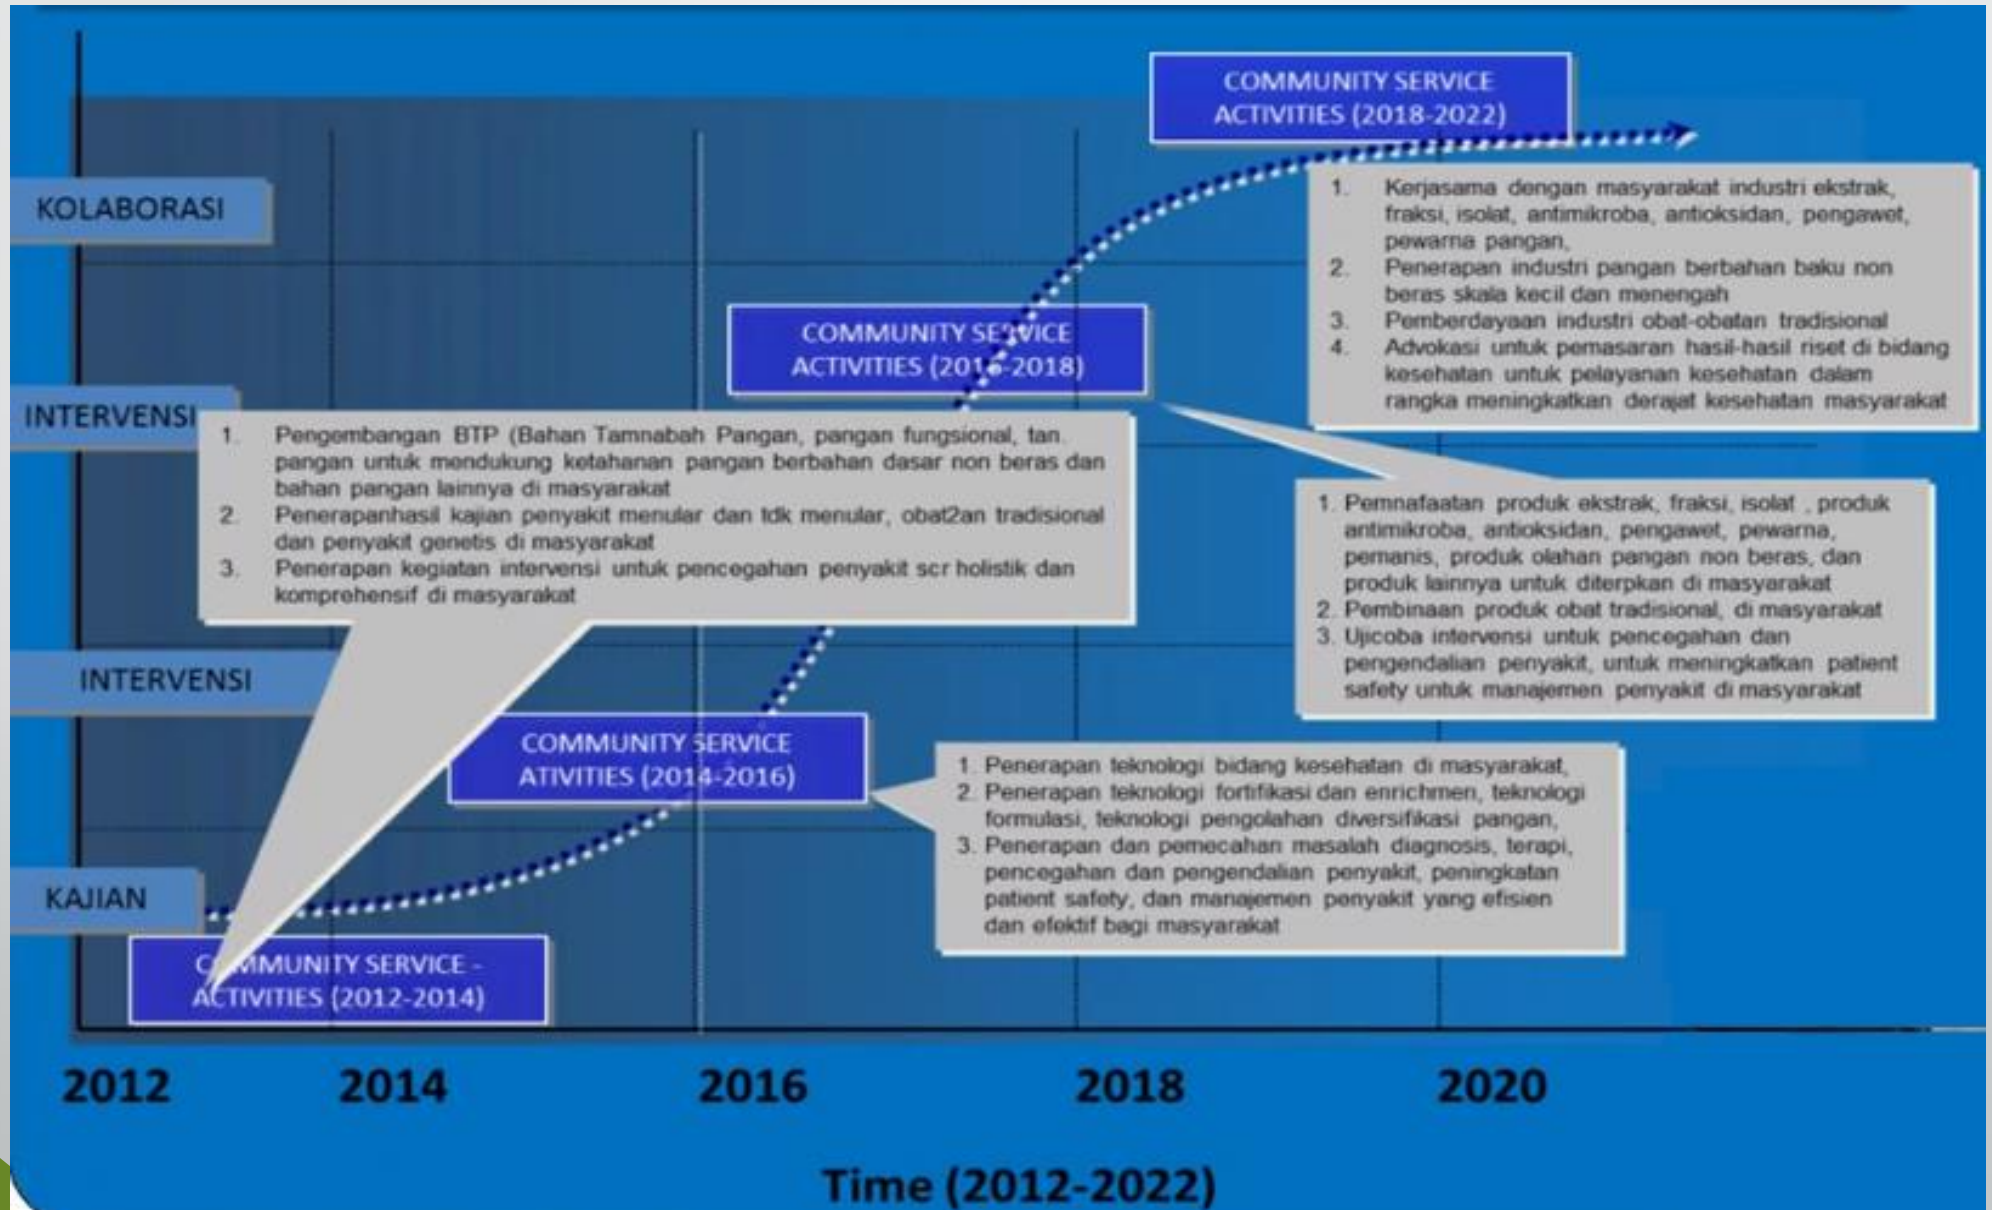 COMMUNITY SERVICE
ACTIVITIES (2018-2022)
KOLABORASI
1. Kerjasama dengan masyarakat industri ekstrak,
fraksi, isolat, antimikroba, antioksidan, pengawet,
pewarna pangan,
2. Penerapan industri pangan berbahan baku non
beras skala kecil dan menengah
3. Pemberdayaan industri obat-obatan tradisional
4. Advokasi untuk pemasaran hasil-hasil riset di bidang
kesehatan untuk pelayanan kesehatan dalam
rangka meningkatkan derajat kesehatan masyarakat
COMMUNITY SERVICE
ACTIVITIES (2016-2018)
INTERVENSI
1. Pengembangan BTP (Bahan Tamnabah Pangan, pangan fungsional, tan.
pangan untuk mendukung ketahanan pangan berbahan dasar non beras dan
bahan pangan lainnya di masyarakat
2. Penerapanhasil kajian penyakit menular dan tdk menular, obat2an tradisional
dan penyakit genetis di masyarakat
3. Penerapan kegiatan intervensi untuk pencegahan penyakit scr holistik dan
komprehensif di masyarakat
1. Pemnafaatan produk ekstrak, fraksi, isolat , produk
antimikroba, antioksidan, pengawet, pewarna,
pemanis, produk olahan pangan non beras, dan
produk lainnya untuk diterpkan di masyarakat
2. Pembinaan produk obat tradisional, di masyarakat
3. Ujicoba intervensi untuk pencegahan dan
pengendalian penyakit, untuk meningkatkan patient
safety untuk manajemen penyakit di masyarakat
INTERVENSI
COMMUNITY SERVICE
ATIVITIES (2014-2016)
1. Penerapan teknologi bidang kesehatan di masyarakat,
2. Penerapan teknologi fortifikasi dan enrichmen, teknologi
formulasi, teknologi pengolahan diversifikasi pangan,
3. Penerapan dan pemecahan masalah diagnosis, terapi,
pencegahan dan pengendalian penyakit, peningkatan
patient safety, dan manajemen penyakit yang efisien
dan efektif bagi masyarakat
KAJIAN
COMMUNITY SERVICE -
ACTIVITIES (2012-2014)
2012 2014 2016 2018 2020
Time (2012-2022)